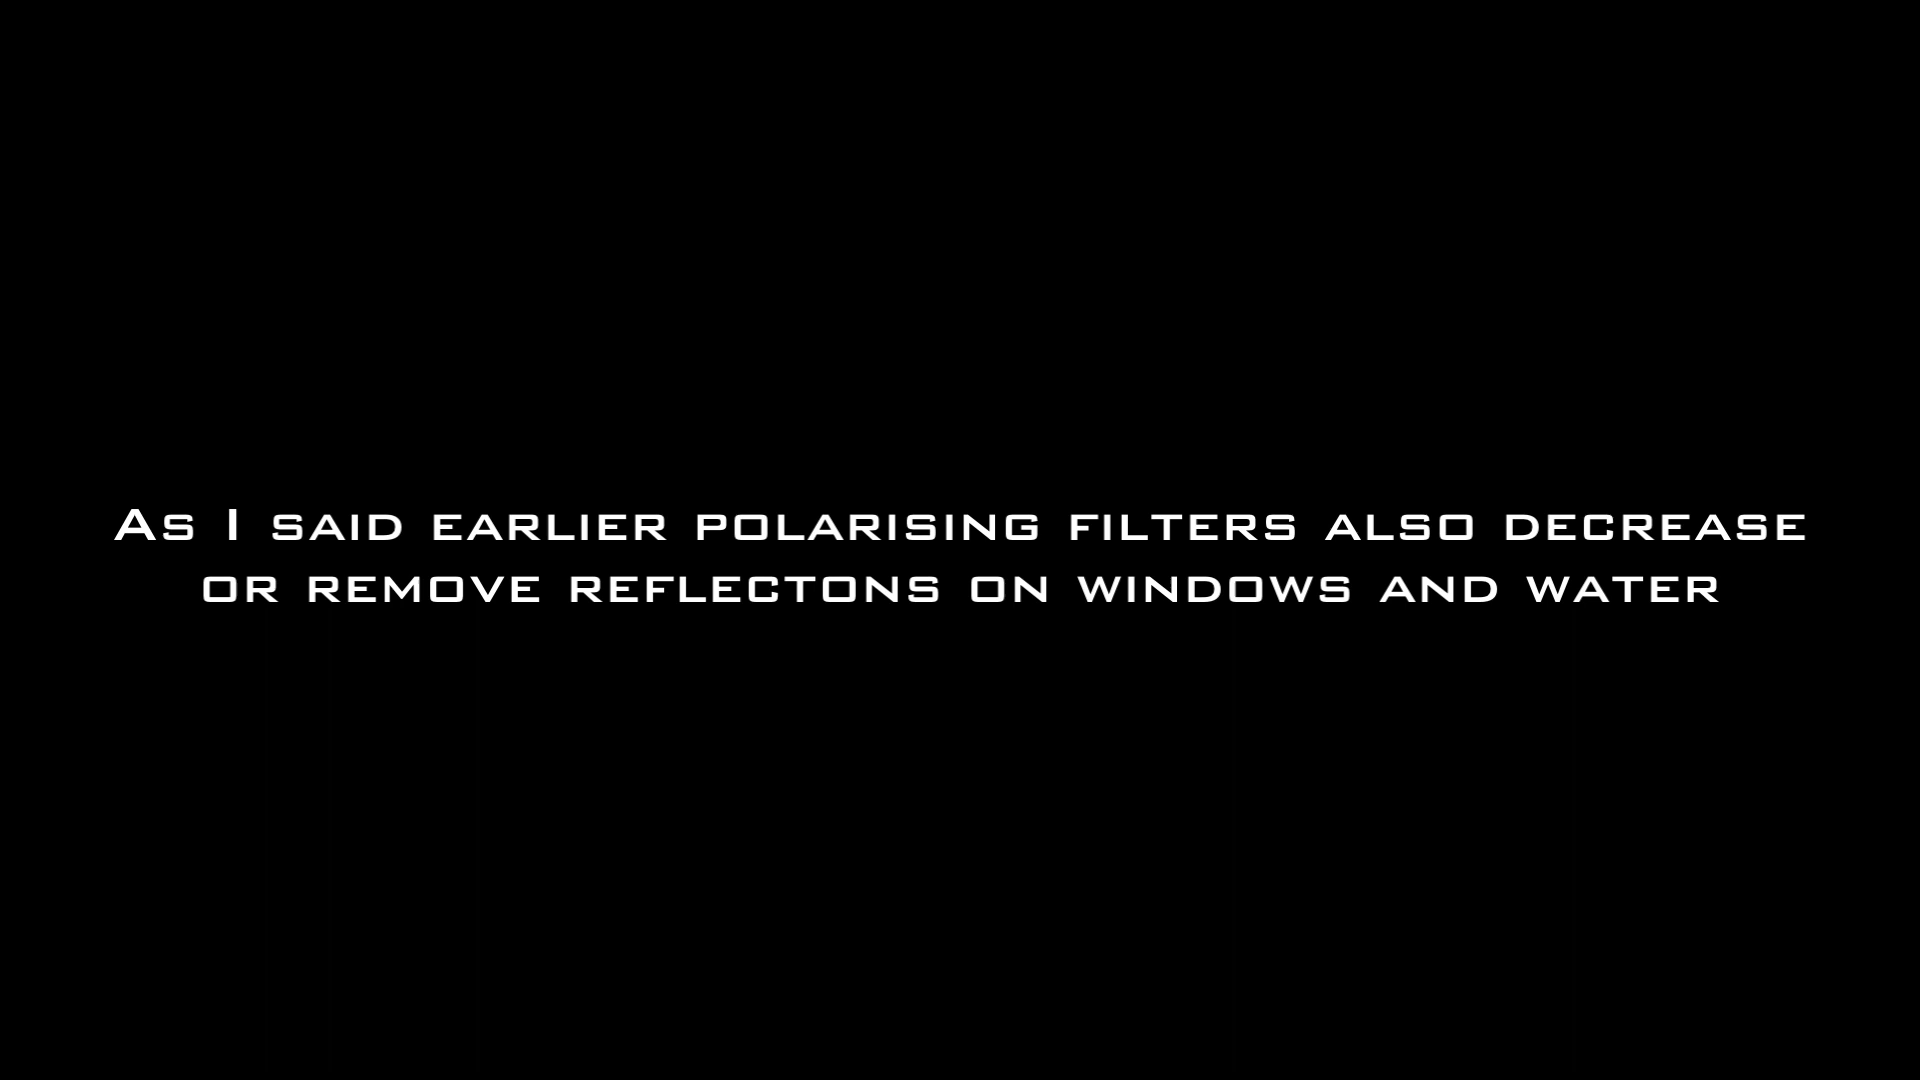 As I said earlier polarising filters also decrease
or remove reflectons on windows and water